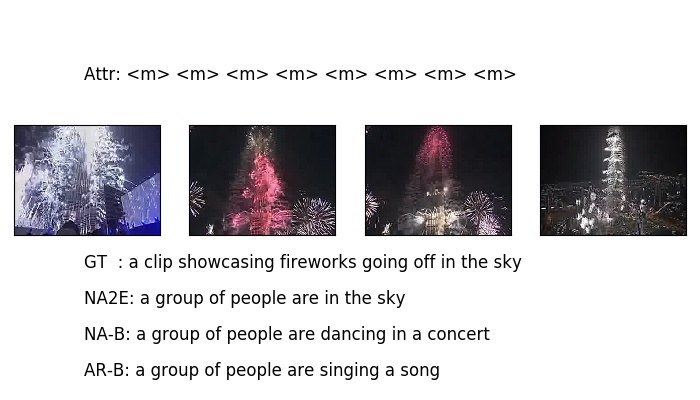 Attr: <m> <m> <m> <m> <m> <m> <m> <m>
GT  : a clip showcasing fireworks going off in the sky
NA2E: a group of people are in the sky
NA-B: a group of people are dancing in a concert
AR-B: a group of people are singing a song